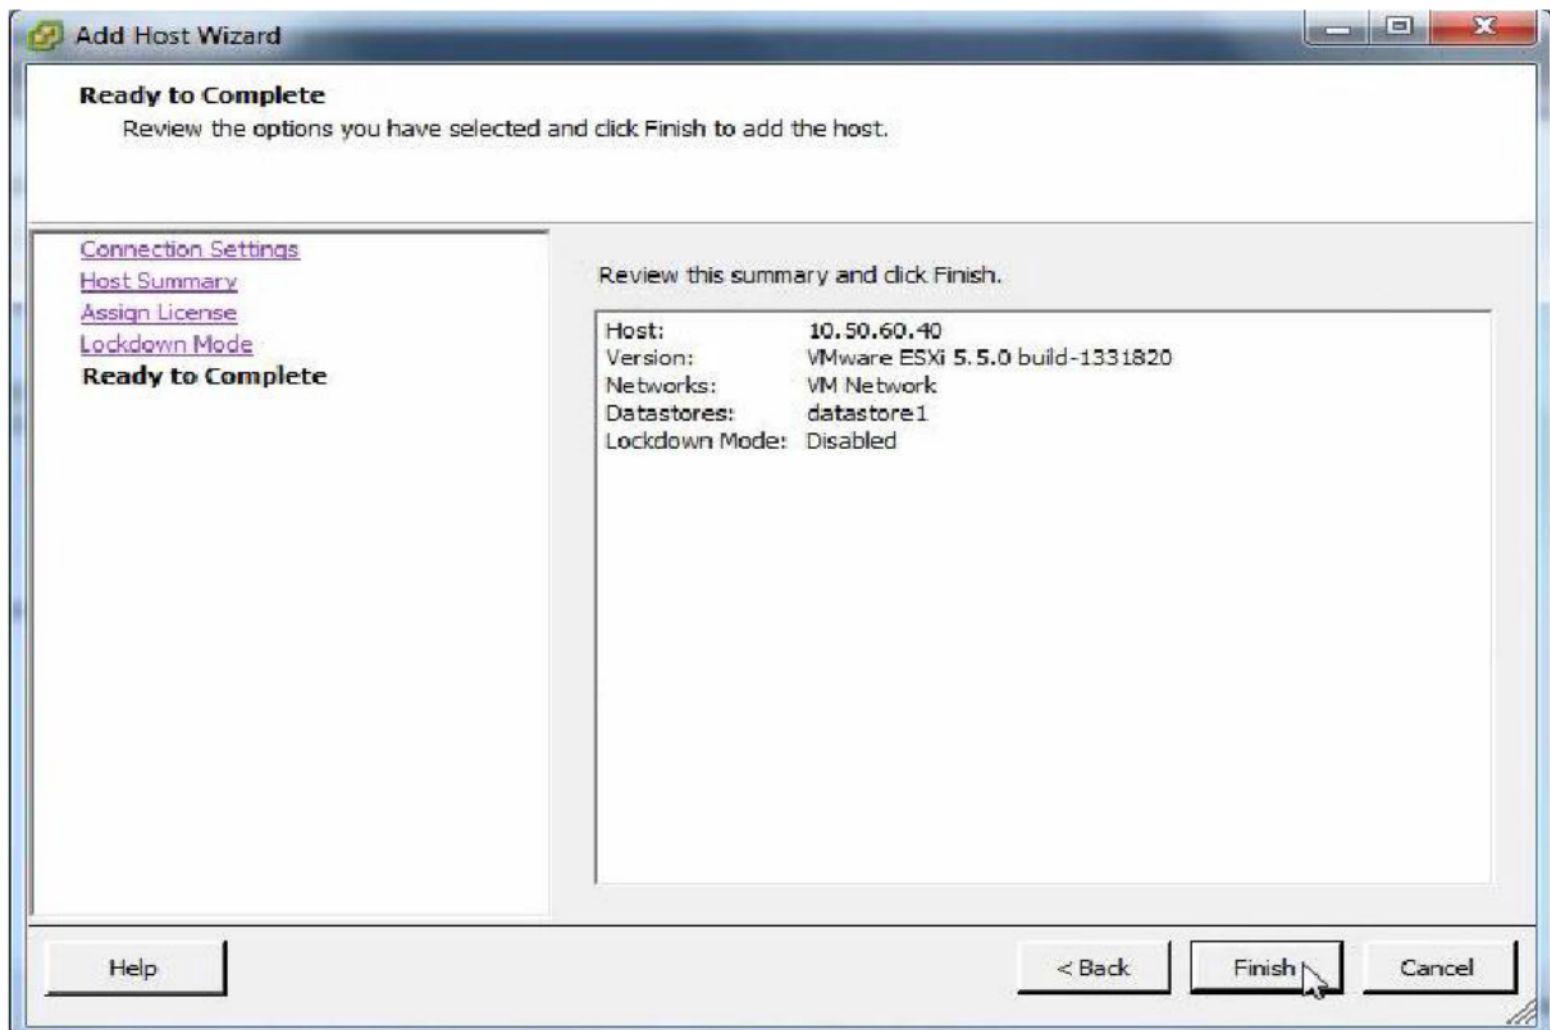 Add Host Wizard
Ready to Complete
Review the options you have selected and click Finish to add the host.
Connection Settings
Host Summary
Assign License
Lockdown Mode
Ready to Complete
Review this summary and click Finish.
Host: 10.50.60.40
Version: VMware ESXi 5.5.0 build-1331820
Networks: VM Network
Datastores: datastore1
Lockdown Mode: Disabled
Help
< Back
Finish
Cancel